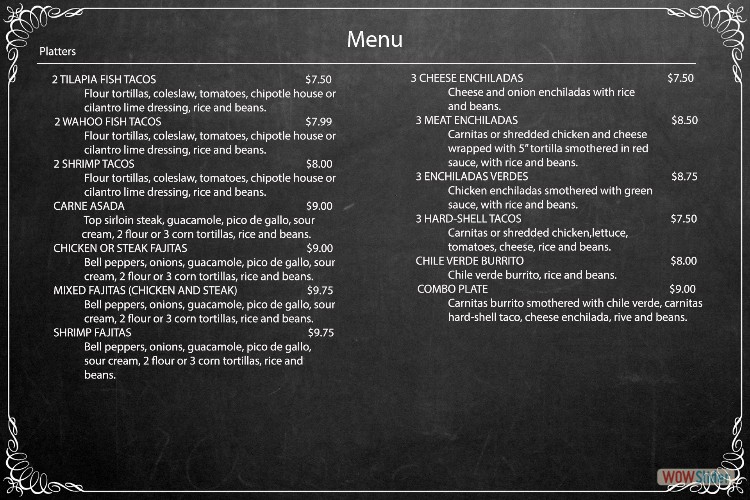 Menu
Platters
2 TILAPIA FISH TACOS $7.50
Flour tortillas, coleslaw, tomatoes, chipotle house or
cilantro lime dressing, rice and beans.
2 WAHOO FISH TACOS $7.99
Flour tortillas, coleslaw, tomatoes, chipotle house or
cilantro lime dressing, rice and beans.
2 SHRIMP TACOS $8.00
Flour tortillas, coleslaw, tomatoes, chipotle house or
cilantro lime dressing, rice and beans.
CARNE ASADA $9.00
Top sirloin steak, guacamole, pico de gallo, sour
cream, 2 flour or 3 corn tortillas, rice and beans.
CHICKEN OR STEAK FAJITAS $9.00
Bell peppers, onions, guacamole, pico de gallo, sour
cream, 2 flour or 3 corn tortillas, rice and beans.
MIXED FAJITAS (CHICKEN AND STEAK) $9.75
Bell peppers, onions, guacamole, pico de gallo, sour
cream, 2 flour or 3 corn tortillas, rice and beans.
SHRIMP FAJITAS $9.75
Bell peppers, onions, guacamole, pico de gallo,
sour cream, 2 flour or 3 corn tortillas, rice and
beans.
3 CHEESE ENCHILADAS $7.50
Cheese and onion enchiladas with rice
and beans.
3 MEAT ENCHILADAS $8.50
Carnitas or shredded chicken and cheese
wrapped with 5" tortilla smothered in red
sauce, with rice and beans.
3 ENCHILADAS VERDES $8.75
Chicken enchiladas smothered with green
sauce, with rice and beans.
3 HARD-SHELL TACOS $7.50
Carnitas or shredded chicken,lettuce,
tomatoes, cheese, rice and beans.
CHILE VERDE BURRITO $8.00
Chile verde burrito, rice and beans.
COMBO PLATE $9.00
Carnitas burrito smothered with chile verde, carnitas
hard-shell taco, cheese enchilada, rive and beans.
WOWSlider